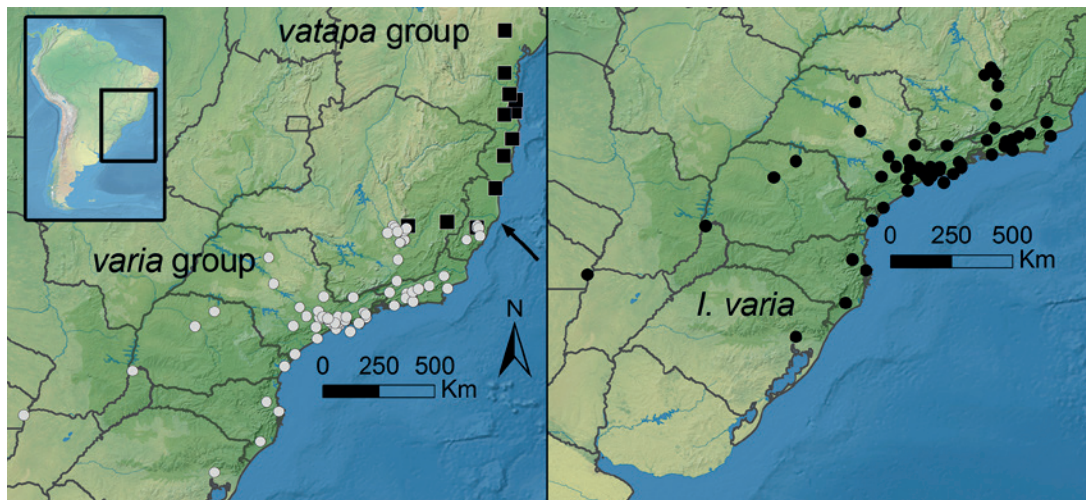 vatapa group
varia group
N
0 250 500
Km
I. varia
0 250 500
Km